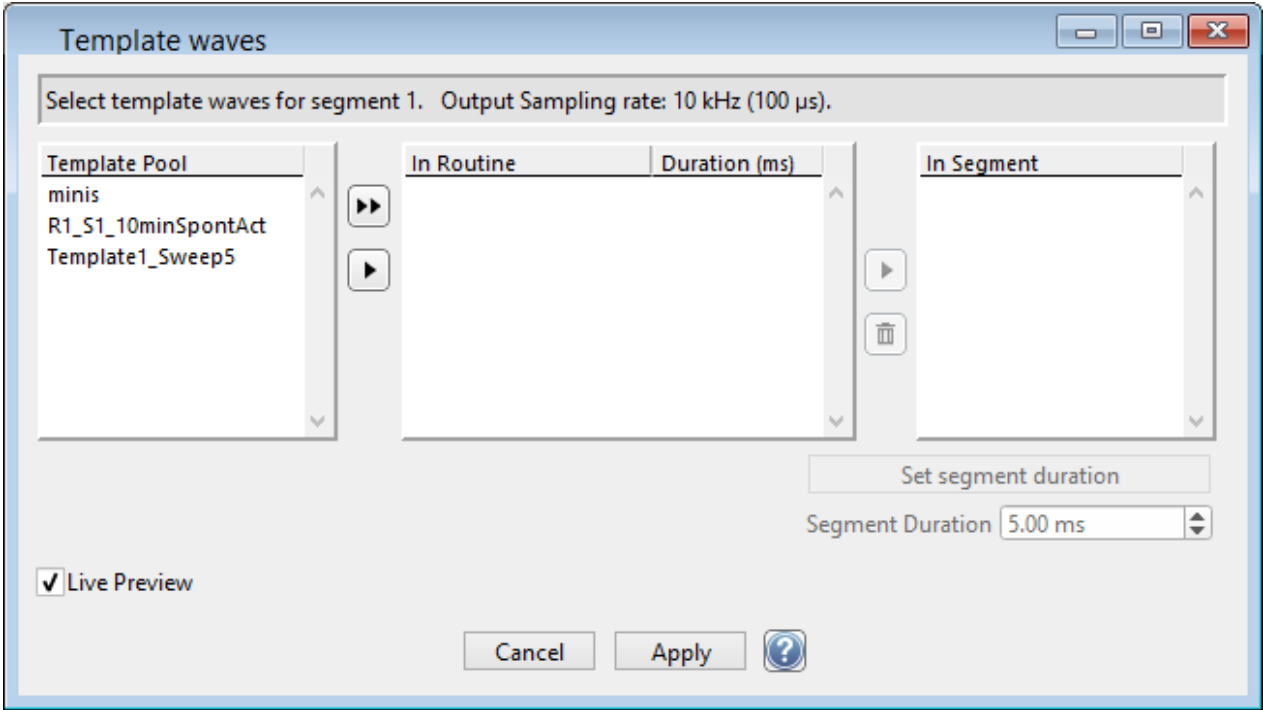 Template waves
Select template waves for segment 1.   Output Sampling rate: 10 kHz (100 µs).
Template Pool
minis
R1_S1_10minSpontAct
Template1_Sweep5
In Routine
Duration (ms)
In Segment
Set segment duration
Segment Duration 5.00 ms
Live Preview
Cancel
Apply
?